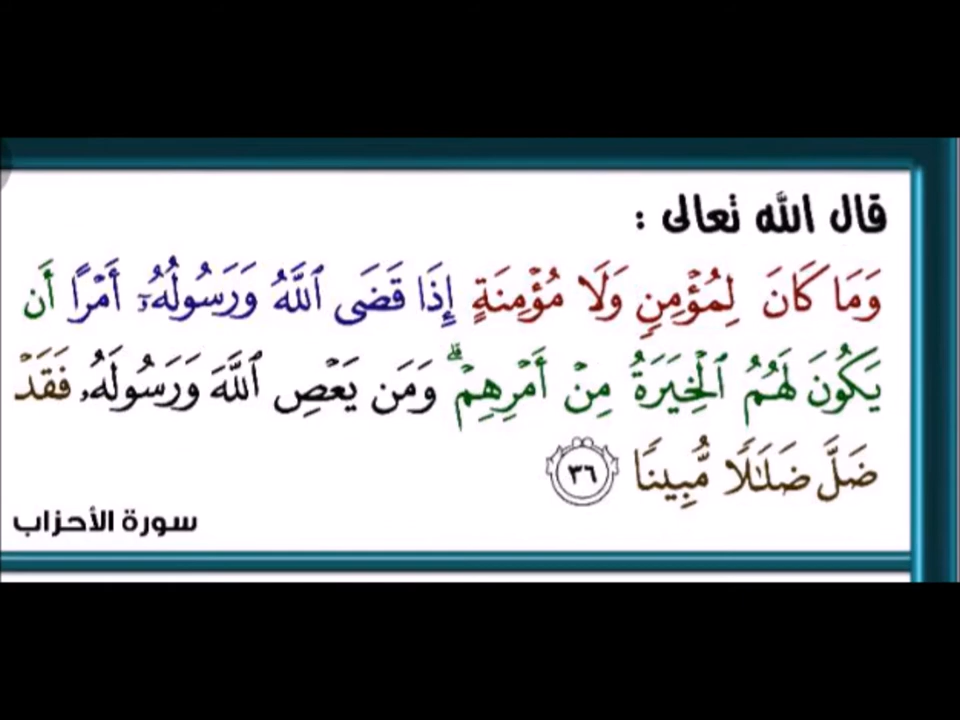 قال الله تعالى :
وَمَا كَانَ لِمُؤْمِنٍ وَلَا مُؤْمِنَةٍ إِذَا قَضَى ٱللَّهُ وَرَسُولُهُۥٓ أَمْرًا أَن
يَكُونَ لَهُمُ ٱلْخِيَرَةُ مِنْ أَمْرِهِمْ ۗ وَمَن يَعْصِ ٱللَّهَ وَرَسُولَهُۥ فَقَدْ
ضَلَّ ضَلَٰلًا مُّبِينًا ٣٦
سورة الأحزاب